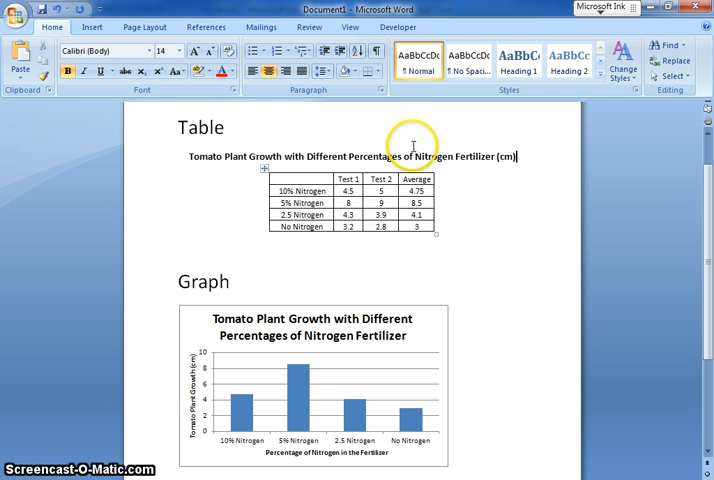 Document1 - Microsoft Word
Microsoft Ink
Home Insert Page Layout References Mailings Review View Developer
Calibri (Body) 14
AaBbCcDc AaBbCcDc AaBbCc AaBbCc
Paste B I U abc x₂ x² Aa A
¶ Normal ¶ No Spaci... Heading 1 Heading 2
Change Styles
Find
Replace
Select
Clipboard Font Paragraph Styles Editing
Table
Tomato Plant Growth with Different Percentages of Nitrogen Fertilizer (cm)
Test 1 Test 2 Average
10% Nitrogen 4.5 5 4.75
5% Nitrogen 8 9 8.5
2.5 Nitrogen 4.3 3.9 4.1
No Nitrogen 3.2 2.8 3
Graph
Tomato Plant Growth with Different
Percentages of Nitrogen Fertilizer
Tomato Plant Growth (cm)
10
8
6
4
2
0
10% Nitrogen 5% Nitrogen 2.5 Nitrogen No Nitrogen
Percentage of Nitrogen in the Fertilizer
Screencast-O-Matic.com